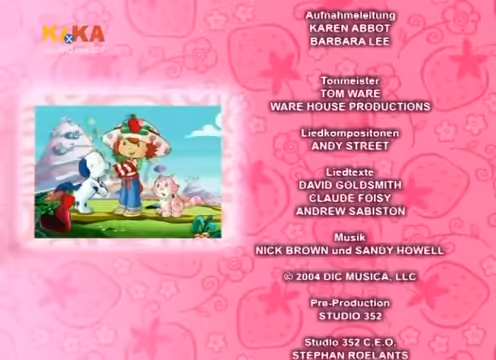 KiKA
Aufnahmeleitung
KAREN ABBOT
BARBARA LEE
Tonmeister
TOM WARE
WARE HOUSE PRODUCTIONS
Liedkompositonen
ANDY STREET
Liedtexte
DAVID GOLDSMITH
CLAUDE FOISY
ANDREW SABISTON
Musik
NICK BROWN und SANDY HOWELL
© 2004 DIC MUSICA, LLC
Pre-Production
STUDIO 352
Studio 352 C.E.O.
STEPHAN ROELANTS